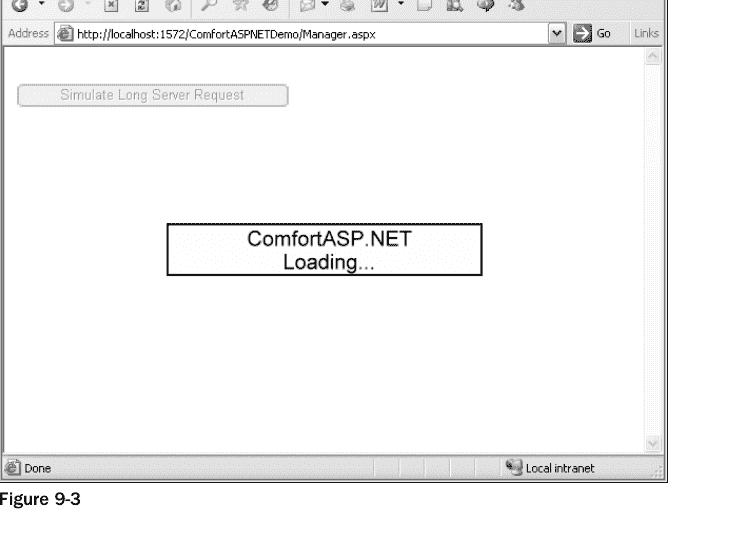 Address http://localhost:1572/ComfortASPNETDemo/Manager.aspx Go Links
Simulate Long Server Request
ComfortASP.NET
Loading...
Done Local intranet
Figure 9-3